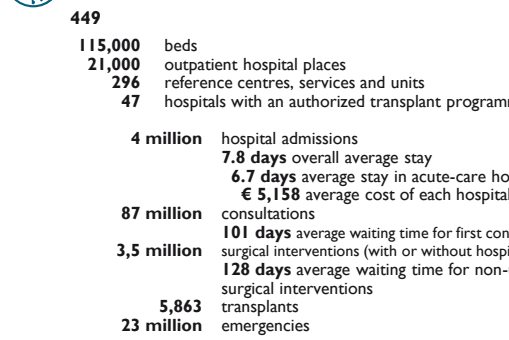 449
115,000 beds
21,000 outpatient hospital places
296 reference centres, services and units
47 hospitals with an authorized transplant
4 million hospital admissions
7.8 days overall average stay
6.7 days average stay in acute-care
€ 5,158 average cost of each hospital
87 million consultations
101 days average waiting time for first
3,5 million surgical interventions (with or without
128 days average waiting time for
surgical interventions
5,863 transplants
23 million emergencies